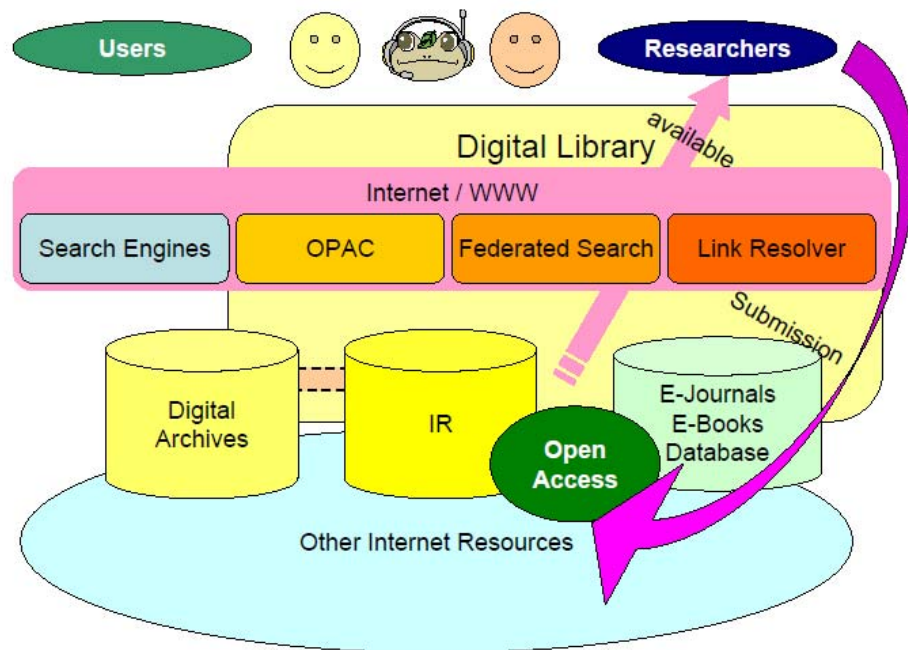 Users
Researchers
available
Digital Library
Internet / WWW
Search Engines
OPAC
Federated Search
Link Resolver
Submission
Digital
Archives
IR
E-Journals
E-Books
Database
Open
Access
Other Internet Resources